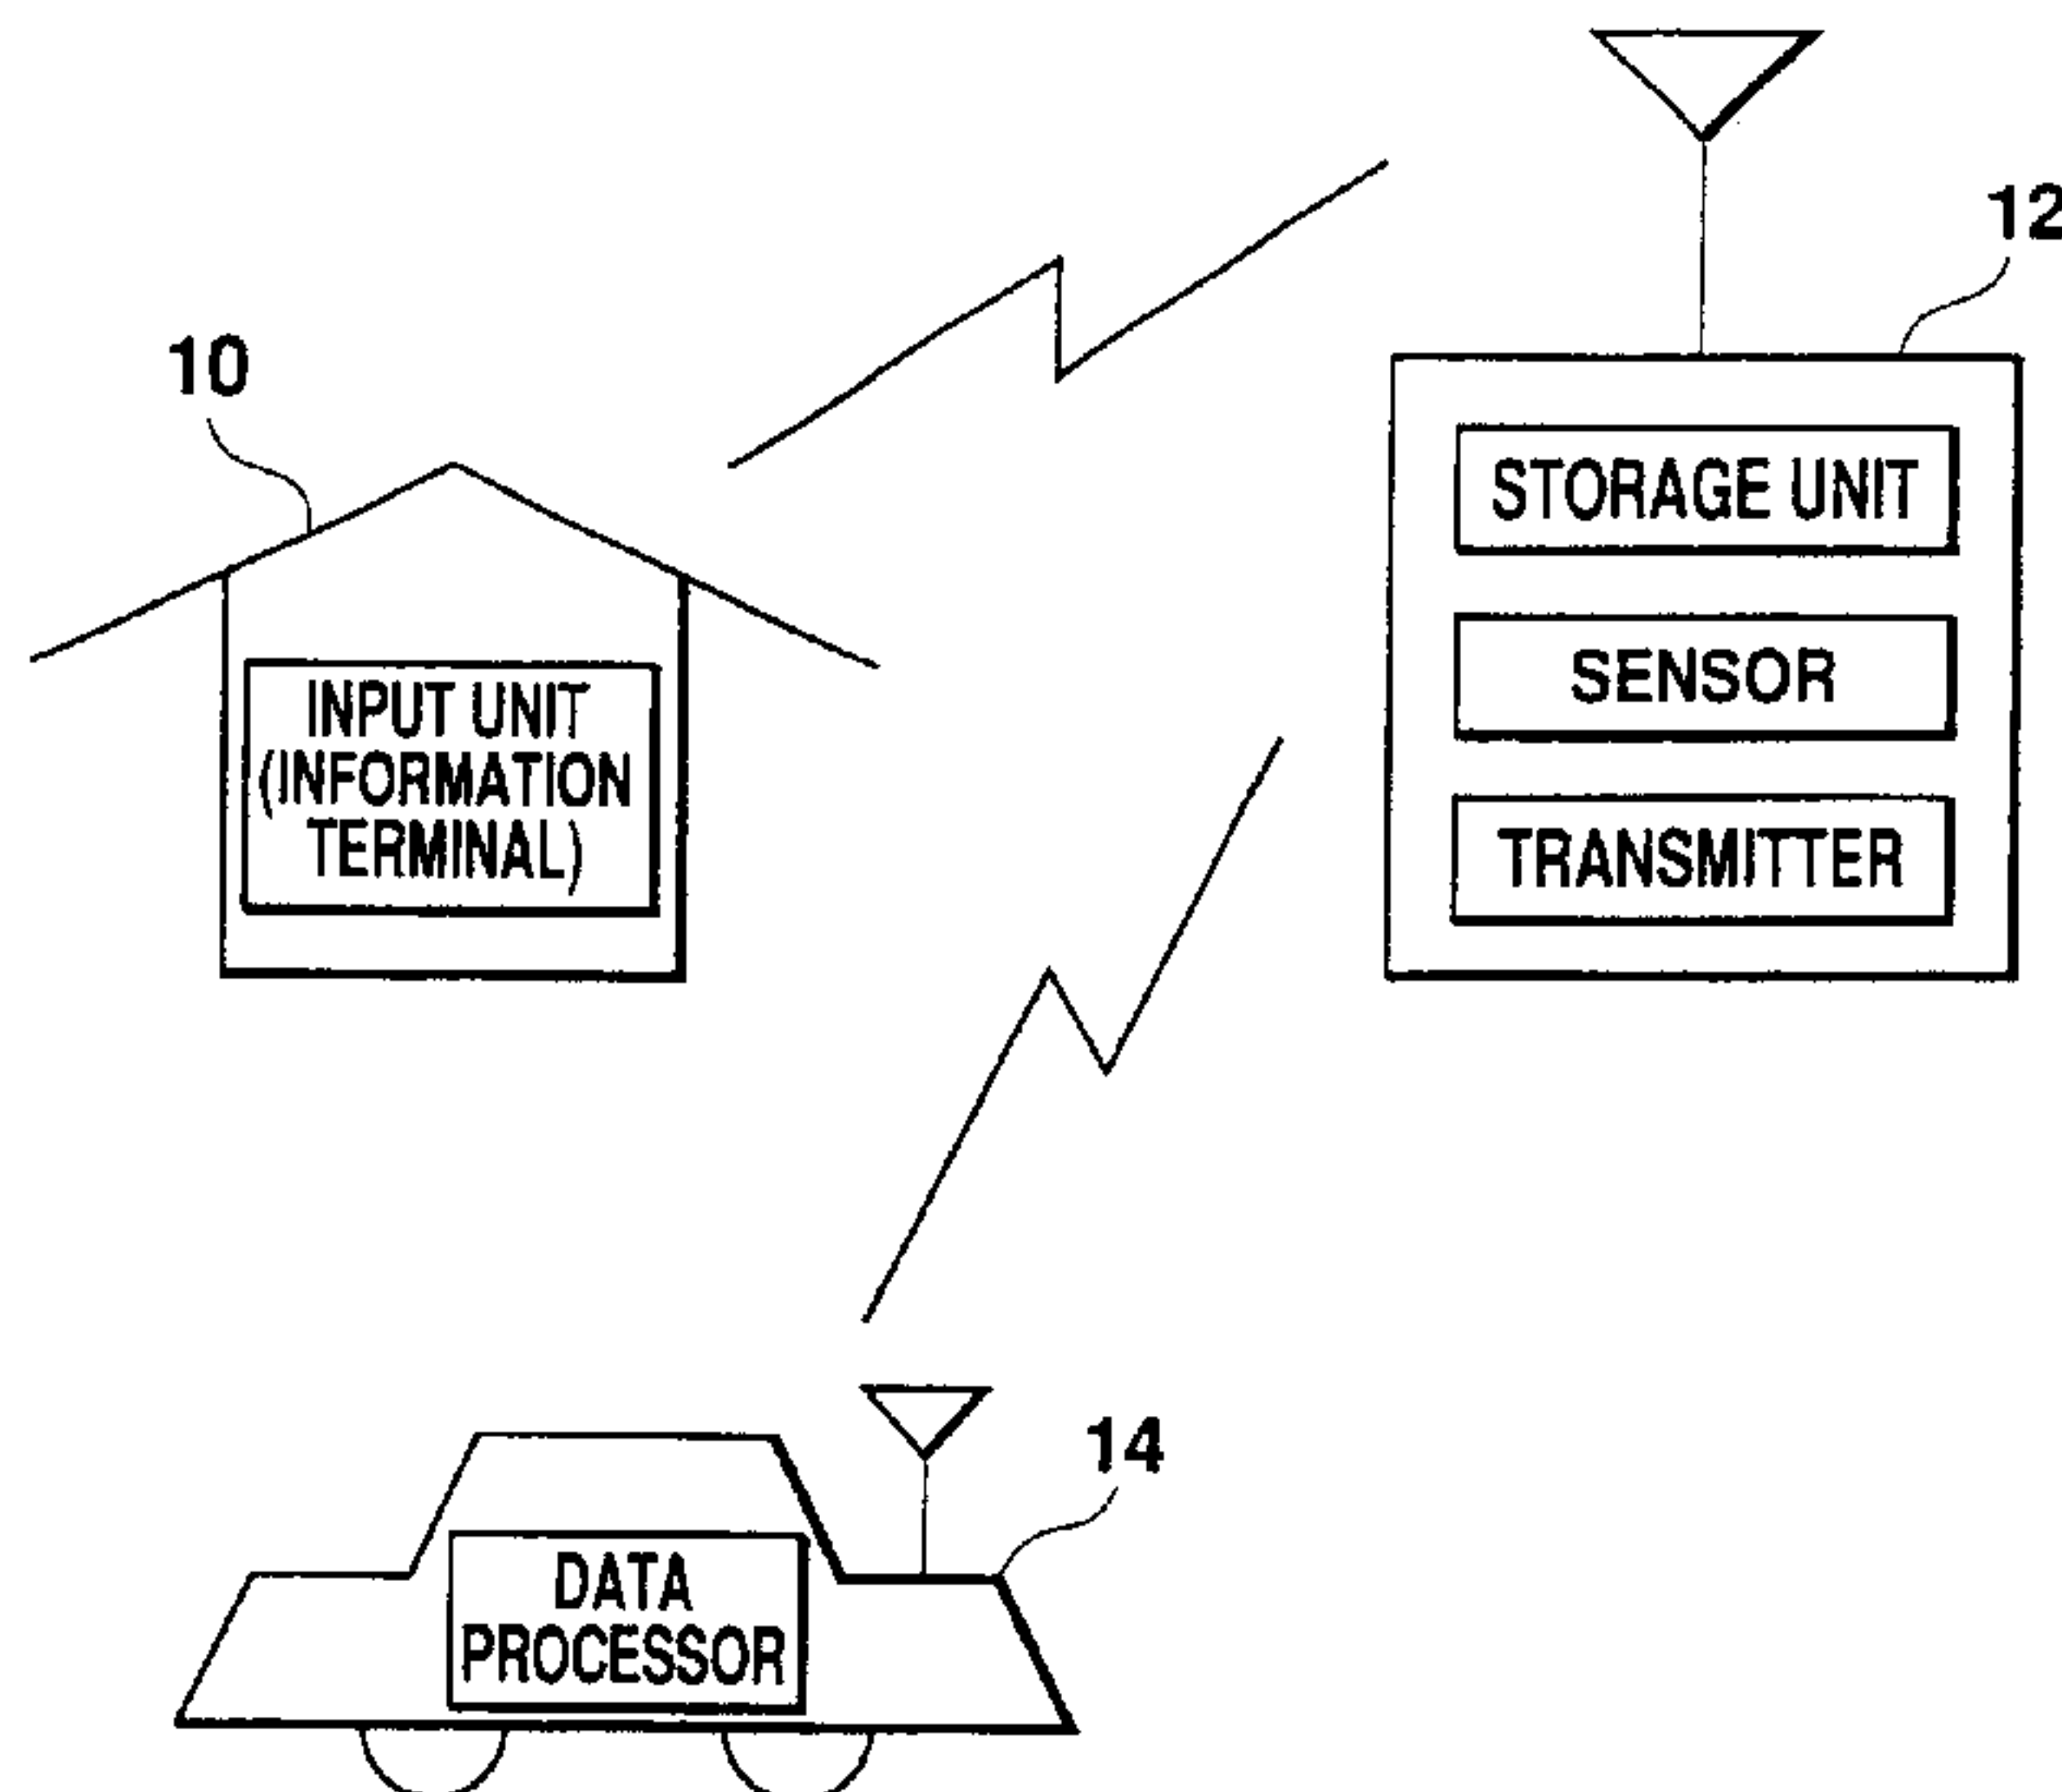 12
10
STORAGE UNIT
SENSOR
TRANSMITTER
INPUT UNIT
(INFORMATION
TERMINAL)
14
DATA
PROCESSOR